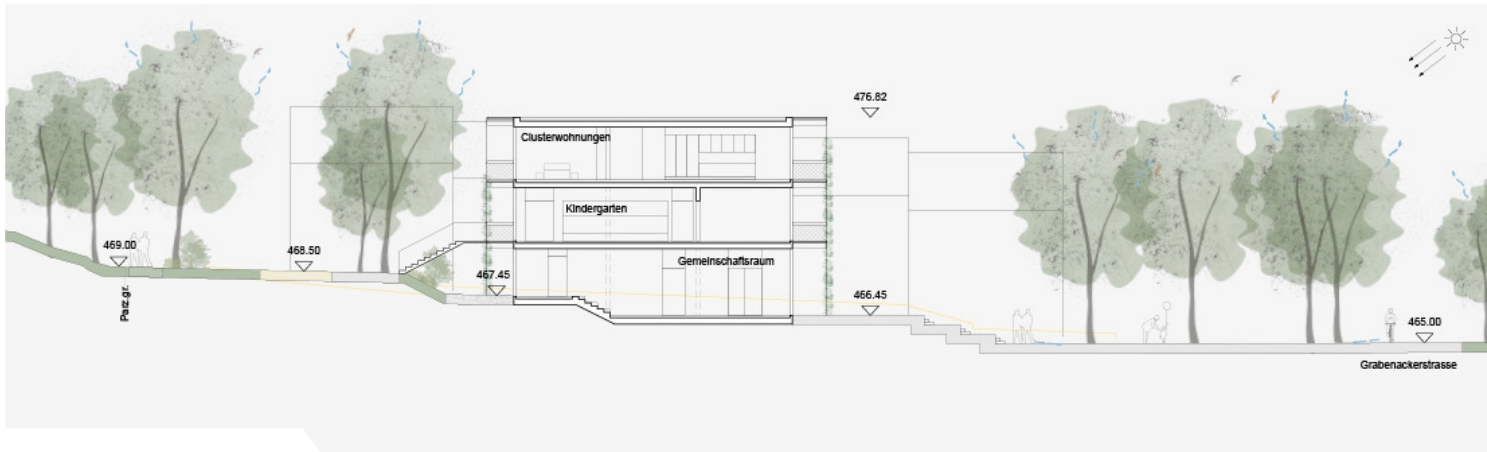 476.82
Clusterwohnungen
Kindergarten
469.00
468.50
Gemeinschaftsraum
467.45
466.45
Parz.gr.
465.00
Grabenackerstrasse